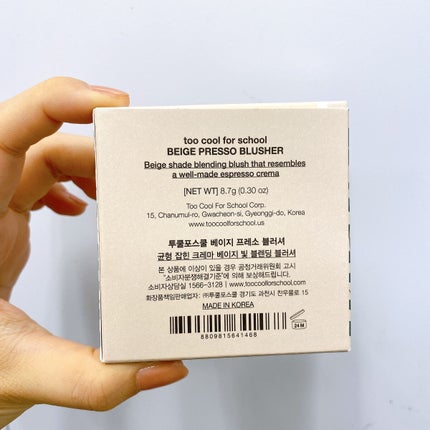 too cool for school
BEIGE PRESSO BLUSHER
Beige shade blending blush that resembles
a well-made espresso crema
[NET WT] 8.7g (0.30 oz)
Too Cool For School Corp.
15, Chanumul-ro, Gwacheon-si, Gyeonggi-do, Korea
www.toocoolforschool.us
투쿨포스쿨 베이지 프레소 블러셔
균형 잡힌 크레마 베이지 빛 블렌딩 블러셔
본 상품에 이상이 있을 경우 공정거래위원회 고시
"소비자분쟁해결기준"에 의해 보상해드립니다.
소비자상담실 1566-3128 www.toocoolforschool.com
화장품책임판매업자: ㈜투쿨포스쿨 경기도 과천시 찬우물로 15
MADE IN KOREA
8809815641468
24 M